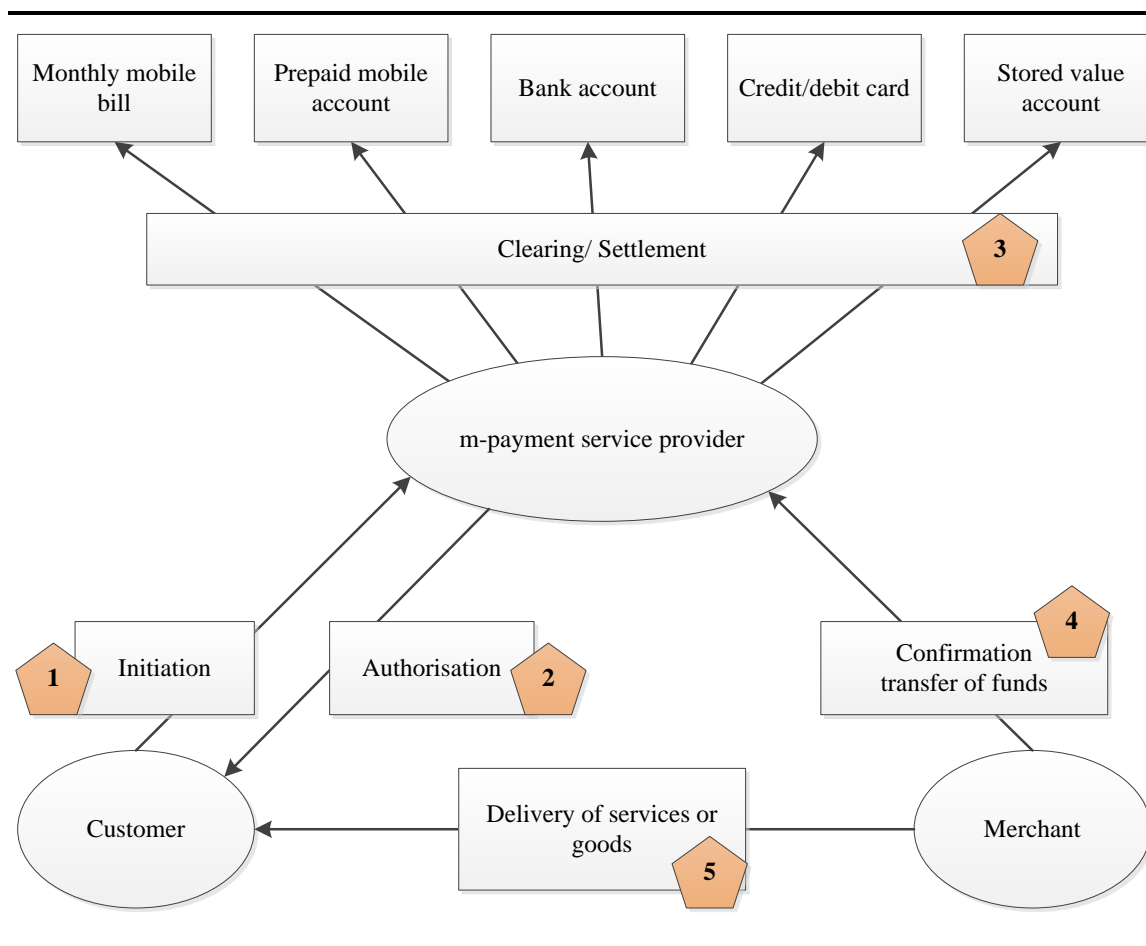 Monthly mobile
bill
Prepaid mobile
account
Bank account
Credit/debit card
Stored value
account
Clearing/ Settlement
3
m-payment service provider
1
Initiation
Authorisation
2
4
Confirmation
transfer of funds
Customer
Delivery of services or
goods
5
Merchant